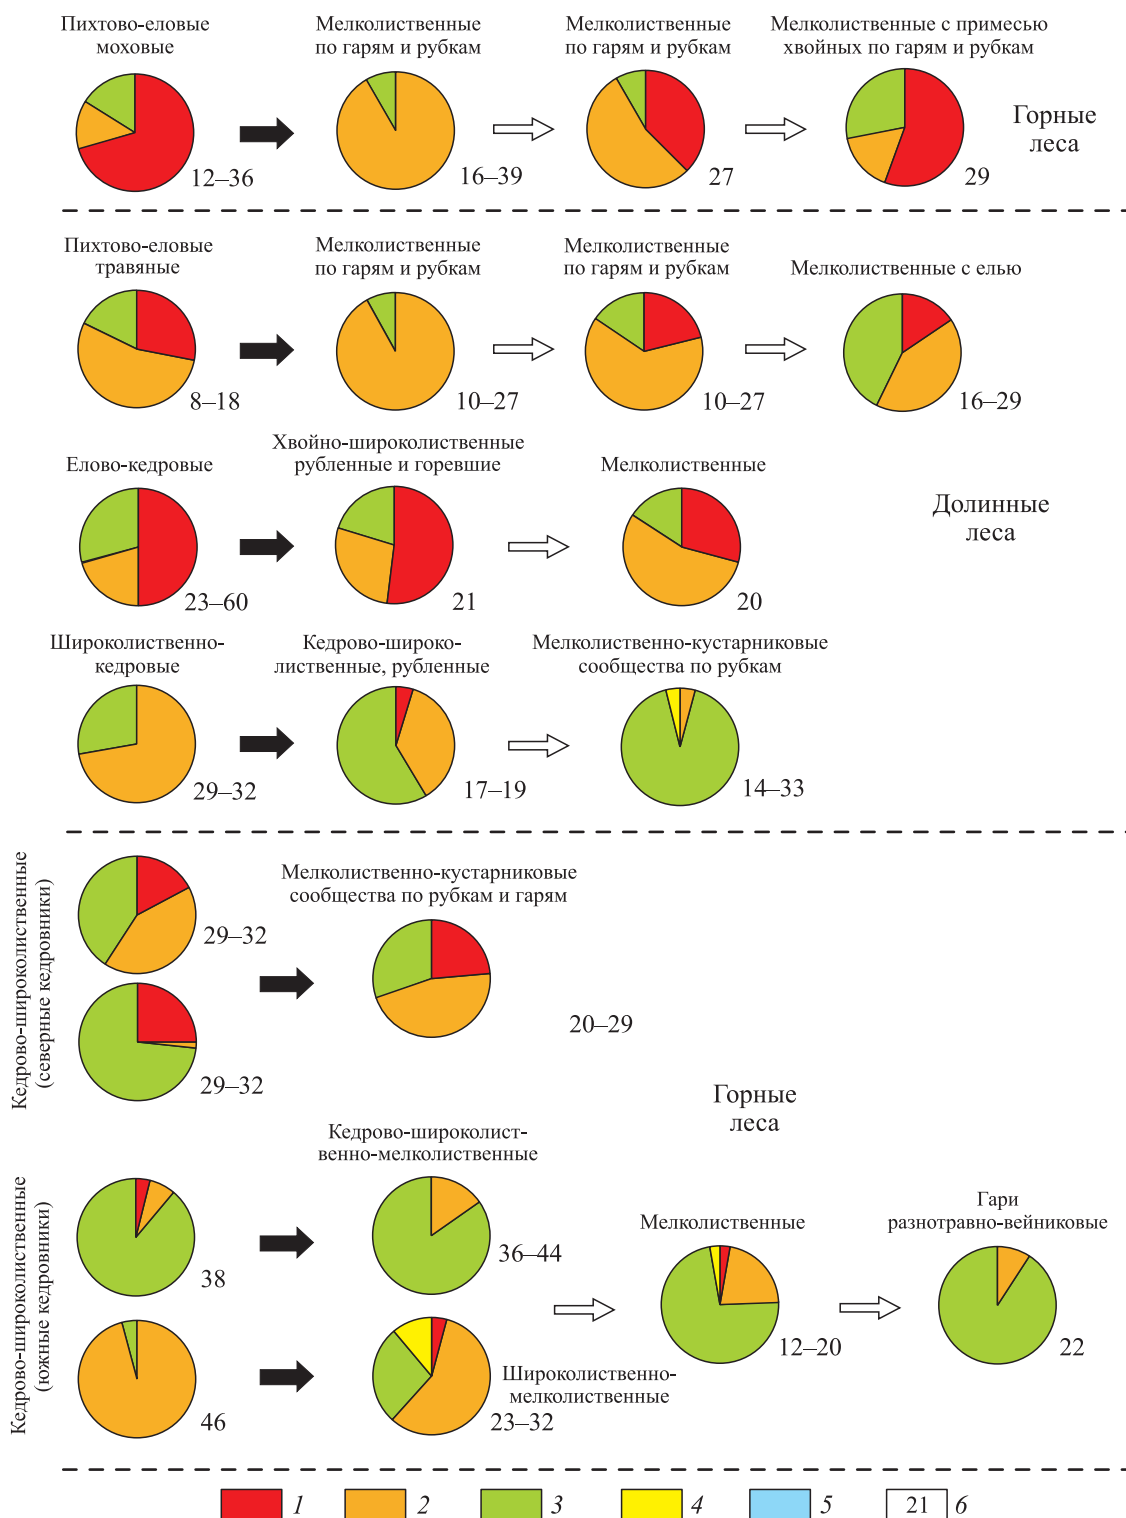 Пихтово-еловые
моховые
Мелколиственные
по гарям и рубкам
Мелколиственные
по гарям и рубкам
Мелколиственные с примесью
хвойных по гарям и рубкам
12–36
16–39
27
29
Горные
леса
Пихтово-еловые
травяные
Мелколиственные
по гарям и рубкам
Мелколиственные
по гарям и рубкам
Мелколиственные с елью
8–18
10–27
10–27
16–29
Елово-кедровые
Хвойно-широколиственные
рубленные и горевшие
Мелколиственные
23–60
21
20
Долинные
леса
Широколиственно-
кедровые
Кедрово-широко-
лиственные, рубленные
Мелколиственно-кустарниковые
сообщества по рубкам
29–32
17–19
14–33
Кедрово-широколиственные
(северные кедровники)
29–32
29–32
Мелколиственно-кустарниковые
сообщества по рубкам и гарям
20–29
Горные
леса
Кедрово-широколиственные
(южные кедровники)
38
46
Кедрово-широколист-
венно-мелколиственные
36–44
Широколиственно-
мелколиственные
23–32
Мелколиственные
12–20
Гари
разнотравно-вейниковые
22
1
2
3
4
5
21 6